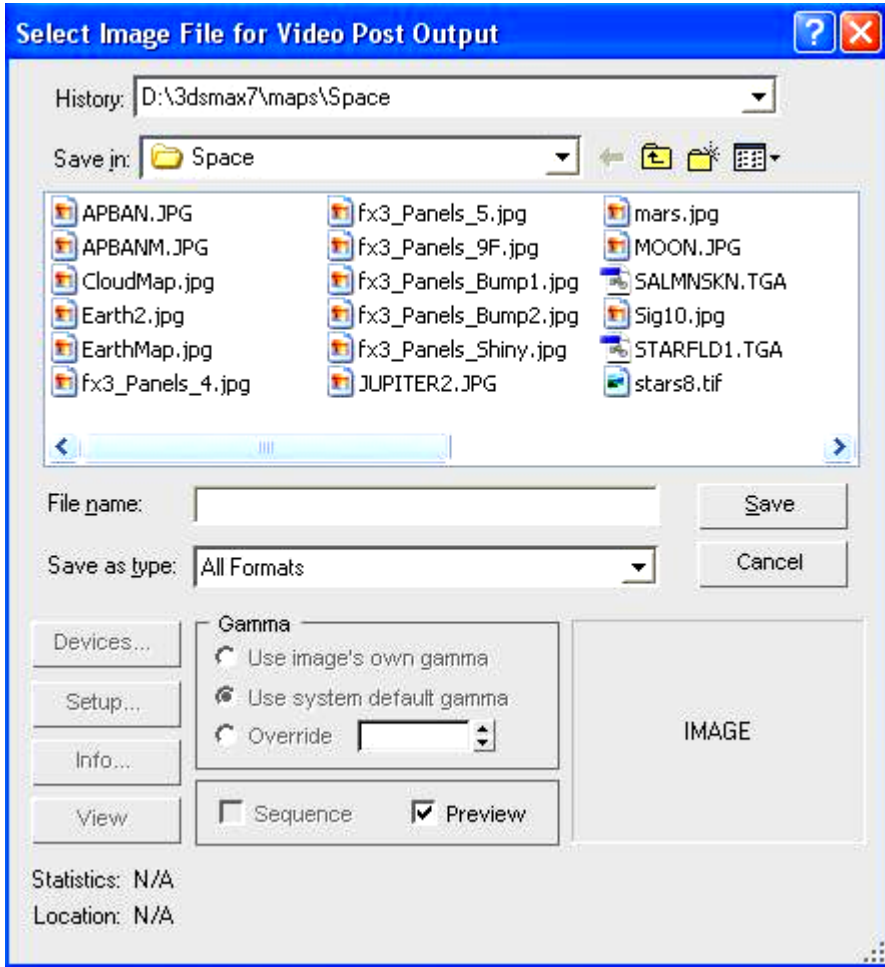 Select Image File for Video Post Output
History: D:\3dsmax7\maps\Space
Save in: Space
APBAN.JPG fx3_Panels_5.jpg mars.jpg
APBANM.JPG fx3_Panels_9F.jpg MOON.JPG
CloudMap.jpg fx3_Panels_Bump1.jpg SALMNSKN.TGA
Earth2.jpg fx3_Panels_Bump2.jpg Sig10.jpg
EarthMap.jpg fx3_Panels_Shiny.jpg STARFLD1.TGA
fx3_Panels_4.jpg JUPITER2.JPG stars8.tif
File name: Save
Save as type: All Formats Cancel
Devices... Gamma
Use image's own gamma
Setup... Use system default gamma
Override IMAGE
Info...
View Sequence Preview
Statistics: N/A
Location: N/A